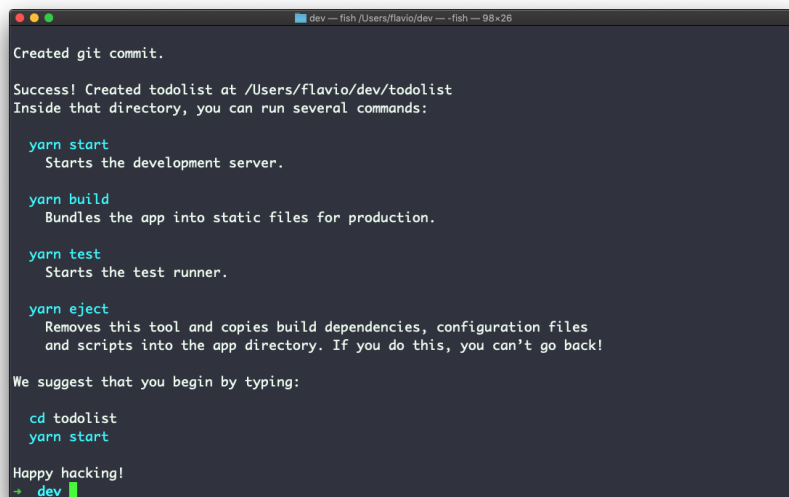 dev — fish /Users/flavio/dev — -fish — 98×26
Created git commit.
Success! Created todolist at /Users/flavio/dev/todolist
Inside that directory, you can run several commands:
yarn start
Starts the development server.
yarn build
Bundles the app into static files for production.
yarn test
Starts the test runner.
yarn eject
Removes this tool and copies build dependencies, configuration files
and scripts into the app directory. If you do this, you can’t go back!
We suggest that you begin by typing:
cd todolist
yarn start
Happy hacking!
→ dev